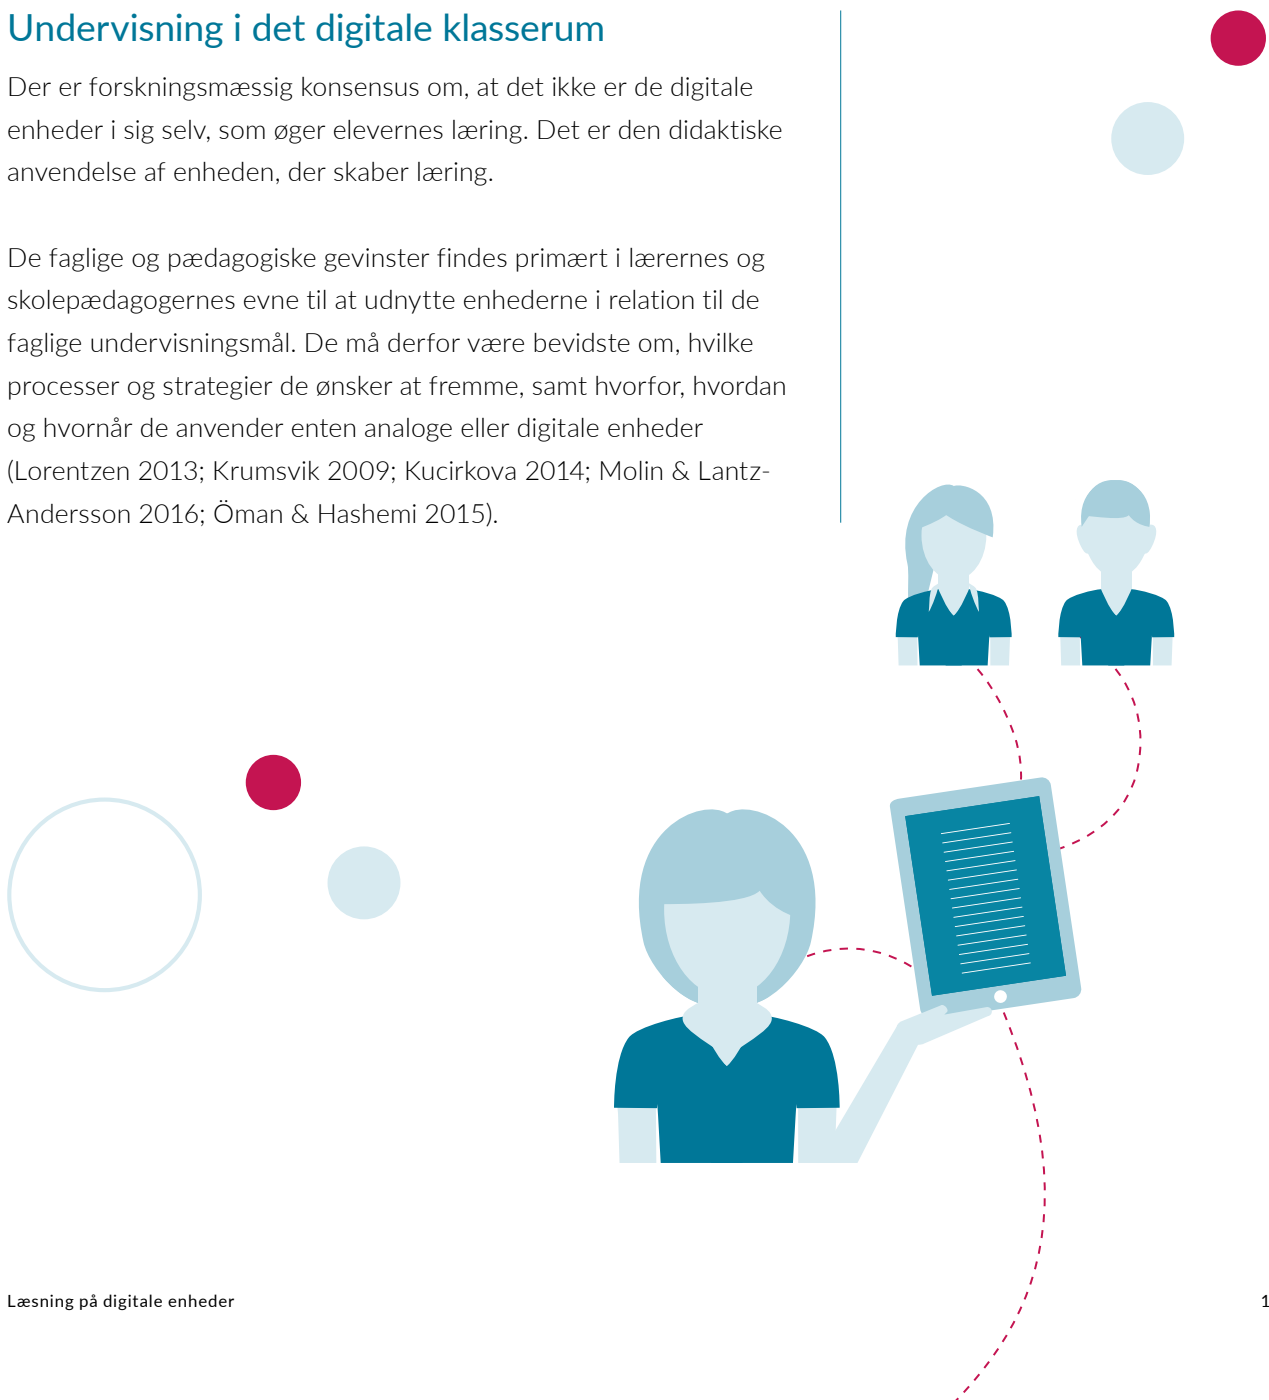 Undervisning i det digitale klasserum
Der er forskningsmæssig konsensus om, at det ikke er de digitale
enheder i sig selv, som øger elevernes læring. Det er den didaktiske
anvendelse af enheden, der skaber læring.
De faglige og pædagogiske gevinster findes primært i lærernes og
skolepædagogernes evne til at udnytte enhederne i relation til de
faglige undervisningsmål. De må derfor være bevidste om, hvilke
processer og strategier de ønsker at fremme, samt hvorfor, hvordan
og hvornår de anvender enten analoge eller digitale enheder
(Lorentzen 2013; Krumsvik 2009; Kucirkova 2014; Molin & Lantz-
Andersson 2016; Öman & Hashemi 2015).
Læsning på digitale enheder
1